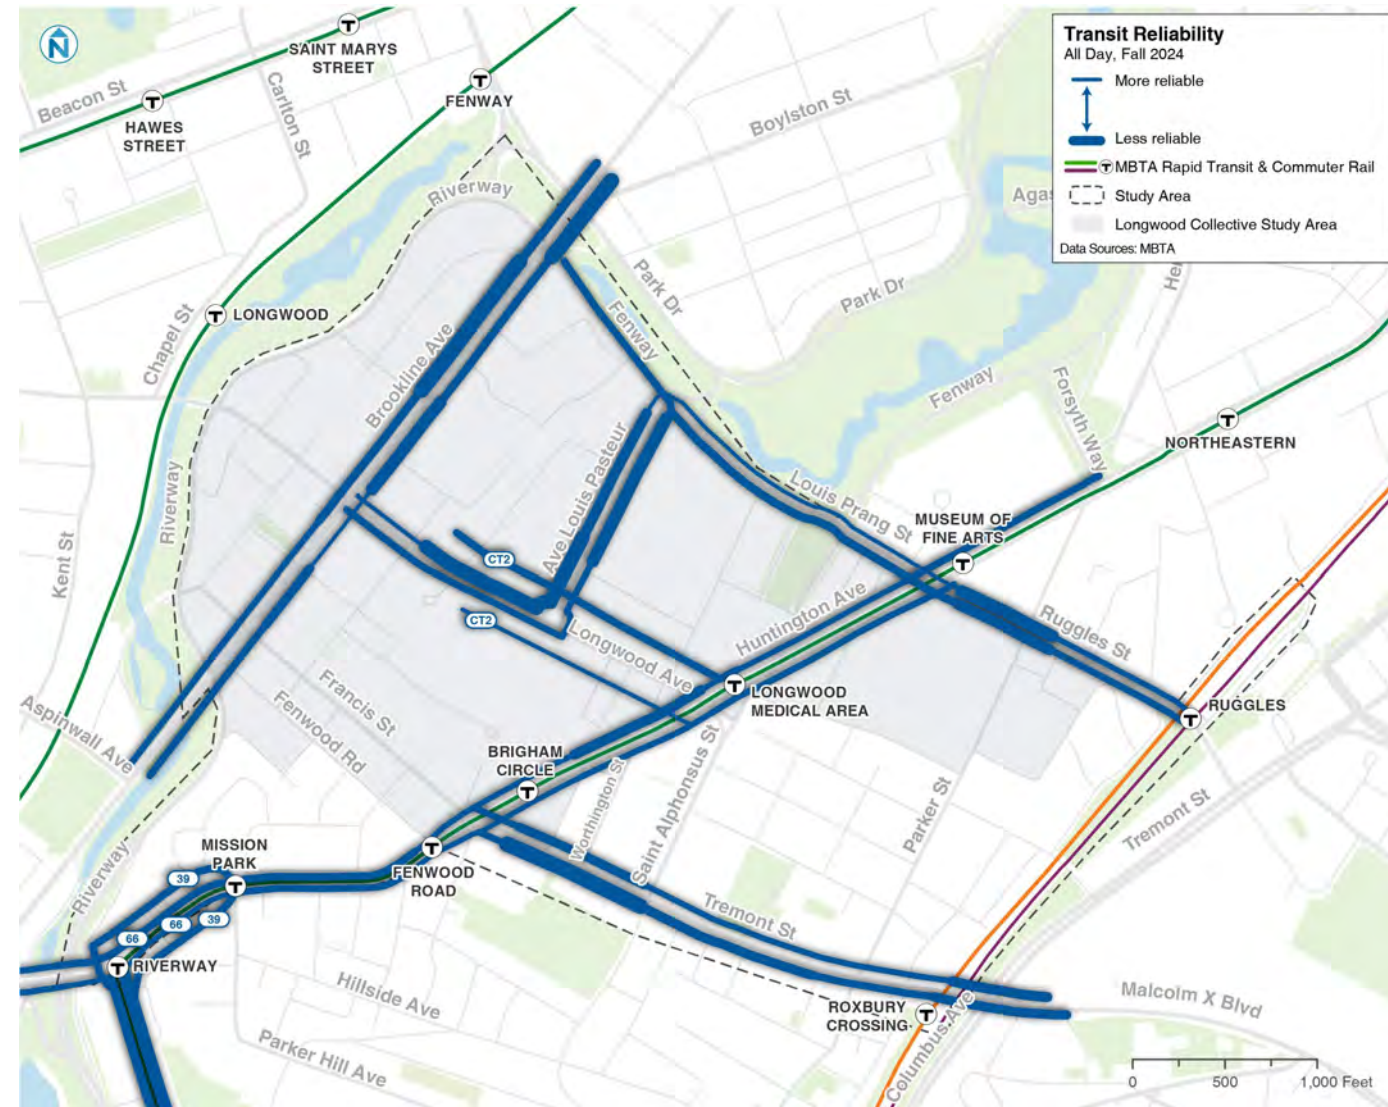 N
T
SAINT MARYS
STREET
T
FENWAY
Beacon St
T
HAWES
STREET
Carlton St
Boylston St
Transit Reliability
All Day, Fall 2024
More reliable
Less reliable
T
MBTA Rapid Transit & Commuter Rail
Study Area
Longwood Collective Study Area
Data Sources: MBTA
Riverway
Park Dr
Park Dr
Fenway
Fenway
T
LONGWOOD
Chapel St
Brookline Ave
Forsyth Way
T
NORTHEASTERN
Riverway
Kent St
Ave Louis Pasteur
Louis Prang St
MUSEUM OF
FINE ARTS
T
CT2
CT2
Longwood Ave
Huntington Ave
Ruggles St
T
RUGGLES
T
LONGWOOD
MEDICAL AREA
Francis St
Fenwood Rd
Aspinwall Ave
BRIGHAM
CIRCLE
T
Worthington St
Saint Alphonsus St
Parker St
Tremont St
MISSION
PARK
T
T
FENWOOD
ROAD
Riverway
39
39
66
66
T
RIVERWAY
Tremont St
Hillside Ave
Parker Hill Ave
ROXBURY
CROSSING
T
Columbus Ave
Malcolm X Blvd
0
500
1,000 Feet